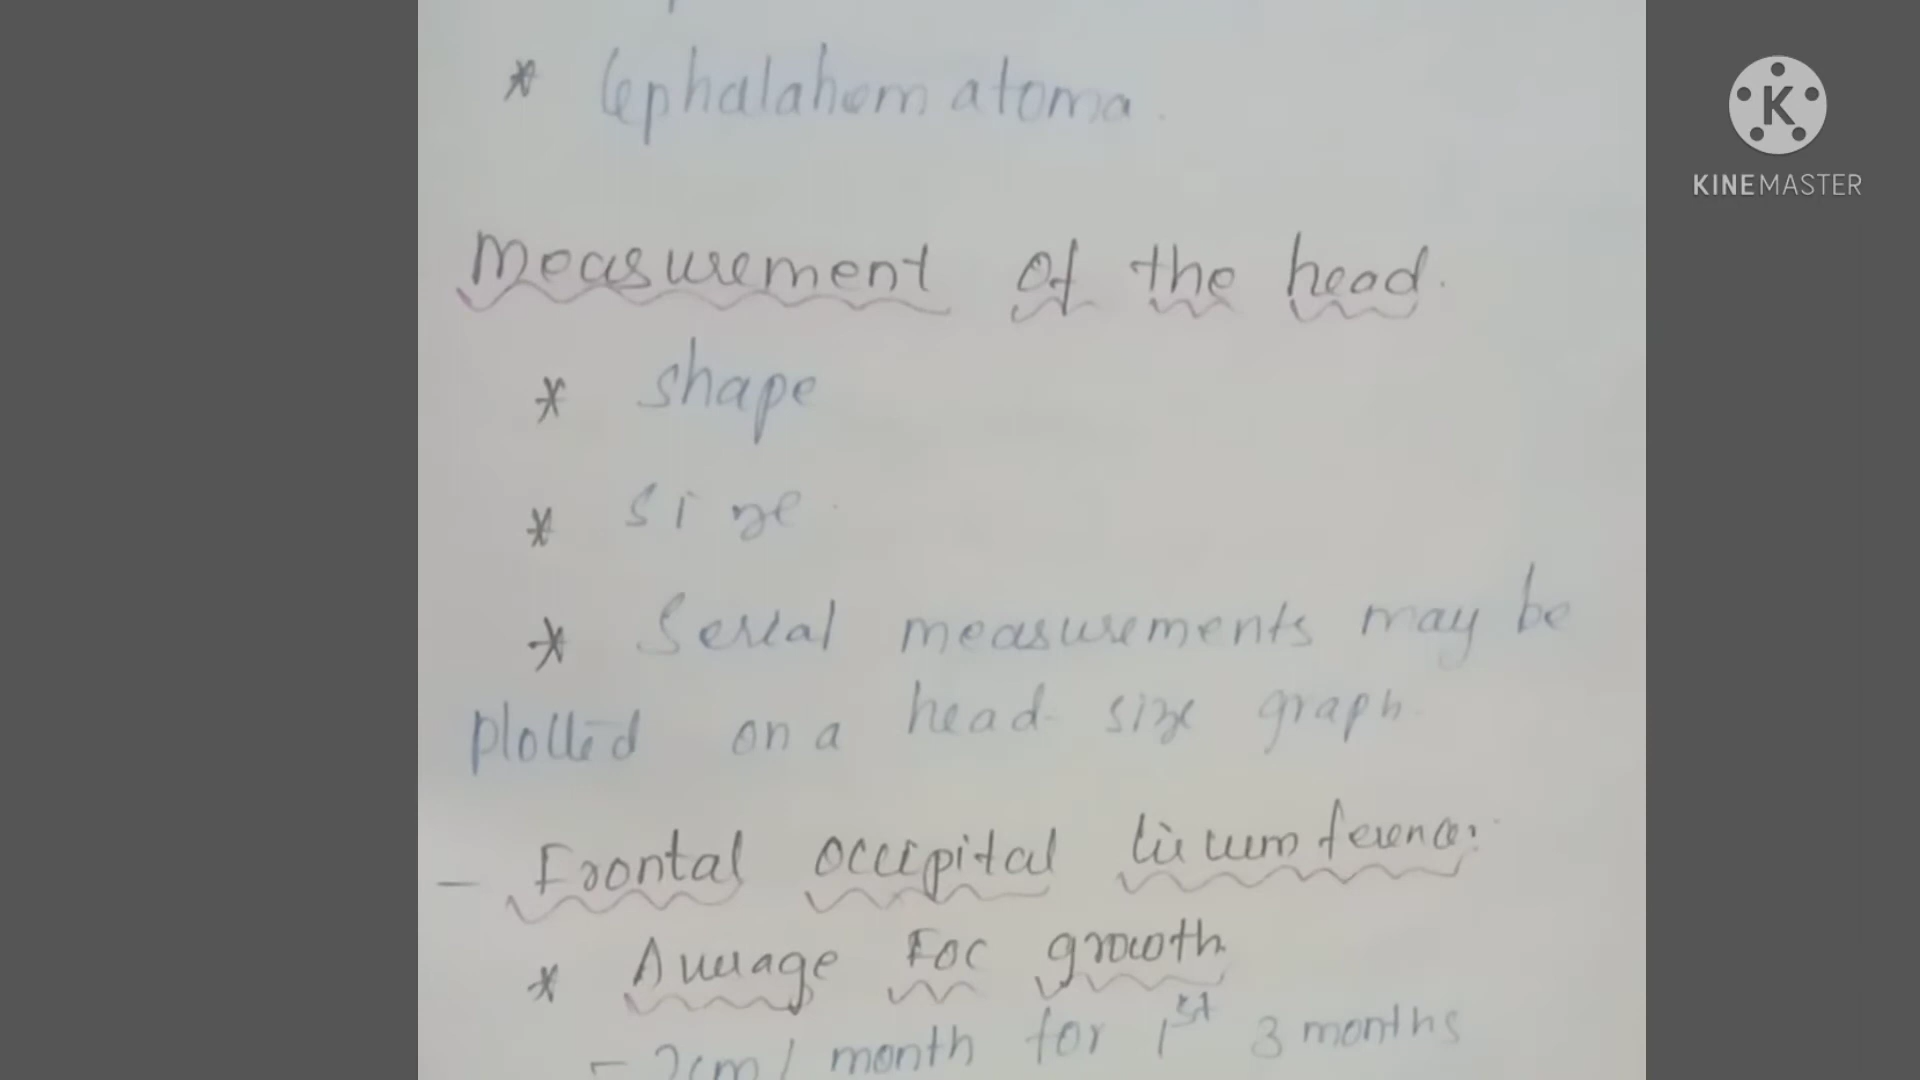 * Cephalahematoma.
Measurement of the head.
* shape
* size.
* Serial measurements may be
plotted on a head size graph.
- Frontal occipital circumference:
* Average FOC growth
- 2cm / month for 1st 3 months
K
KINEMASTER